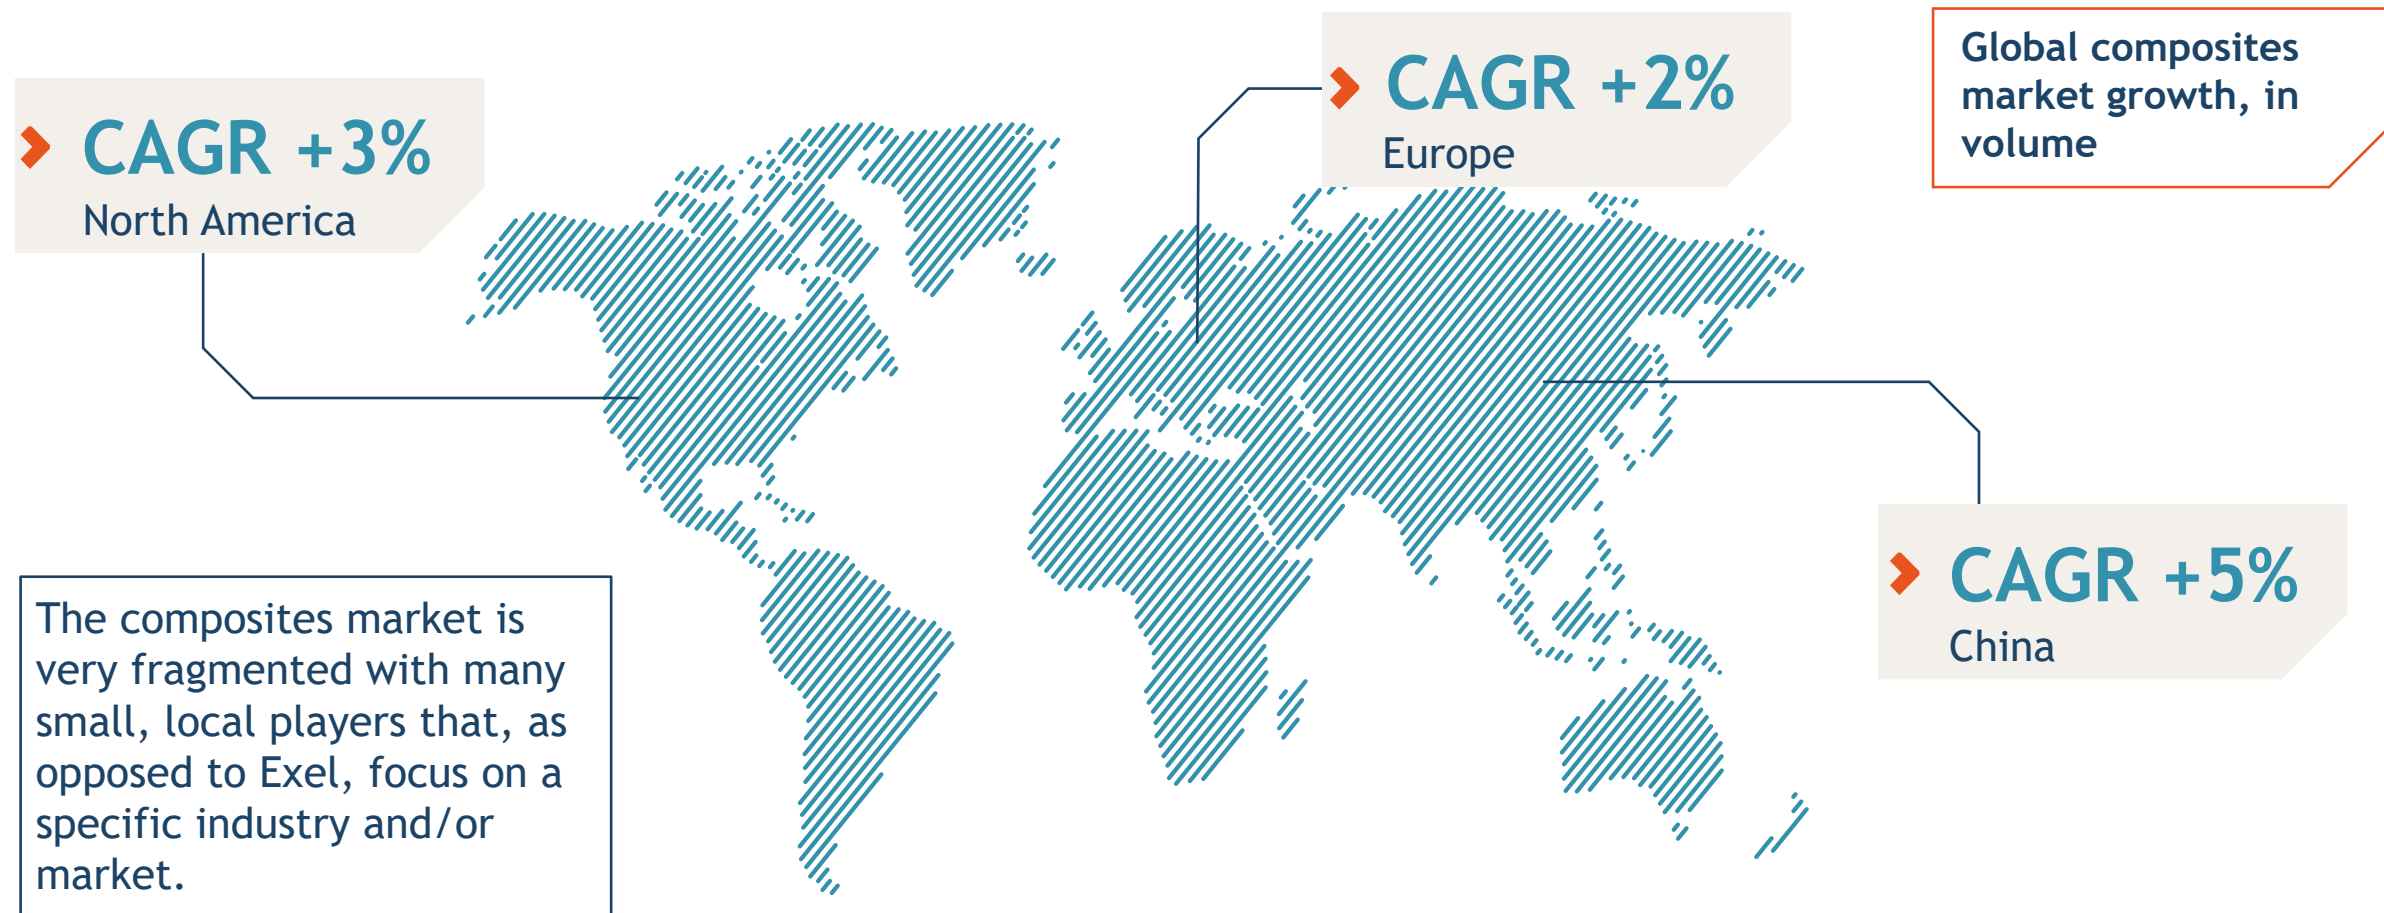 CAGR +3%
North America
CAGR +2%
Europe
Global composites
market growth, in
volume
CAGR +5%
China
The composites market is
very fragmented with many
small, local players that, as
opposed to Exel, focus on a
specific industry and/or
market.